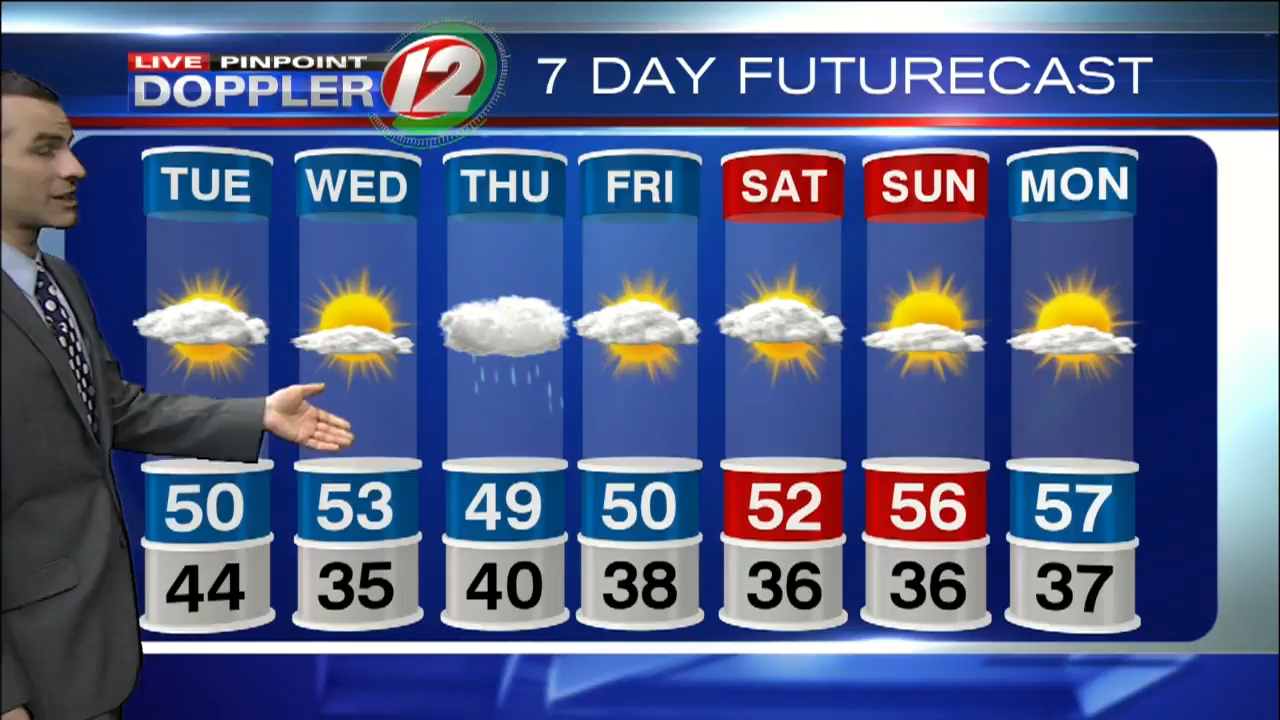 LIVE PINPOINT
DOPPLER 12
7 DAY FUTURECAST
TUE WED THU FRI SAT SUN MON
50 53 49 50 52 56 57
44 35 40 38 36 36 37